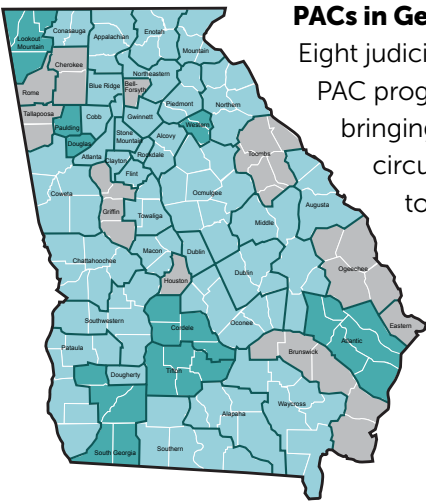 PACs in Ge
Eight judici
PAC prog
bringing
circu
to
Lookout
Mountain
Conasauga
Appalachian
Enotah
Mountain
Cherokee
Northeastern
Rome
Blue Ridge
Bell-
Forsyth
Tallapoosa
Paulding
Cobb
Gwinnett
Piedmont
Northern
Western
Douglas
Stone
Mountain
Alcovy
Atlanta
Clayton
Rockdale
Flint
Toombs
Coweta
Griffin
Towaliga
Ocmulgee
Augusta
Middle
Chattahoochee
Macon
Dublin
Houston
Dublin
Ogeechee
Southwestern
Cordele
Oconee
Eastern
Pataula
Brunswick
Atlantic
Dougherty
Tifton
Alapaha
Waycross
South Georgia
Southern